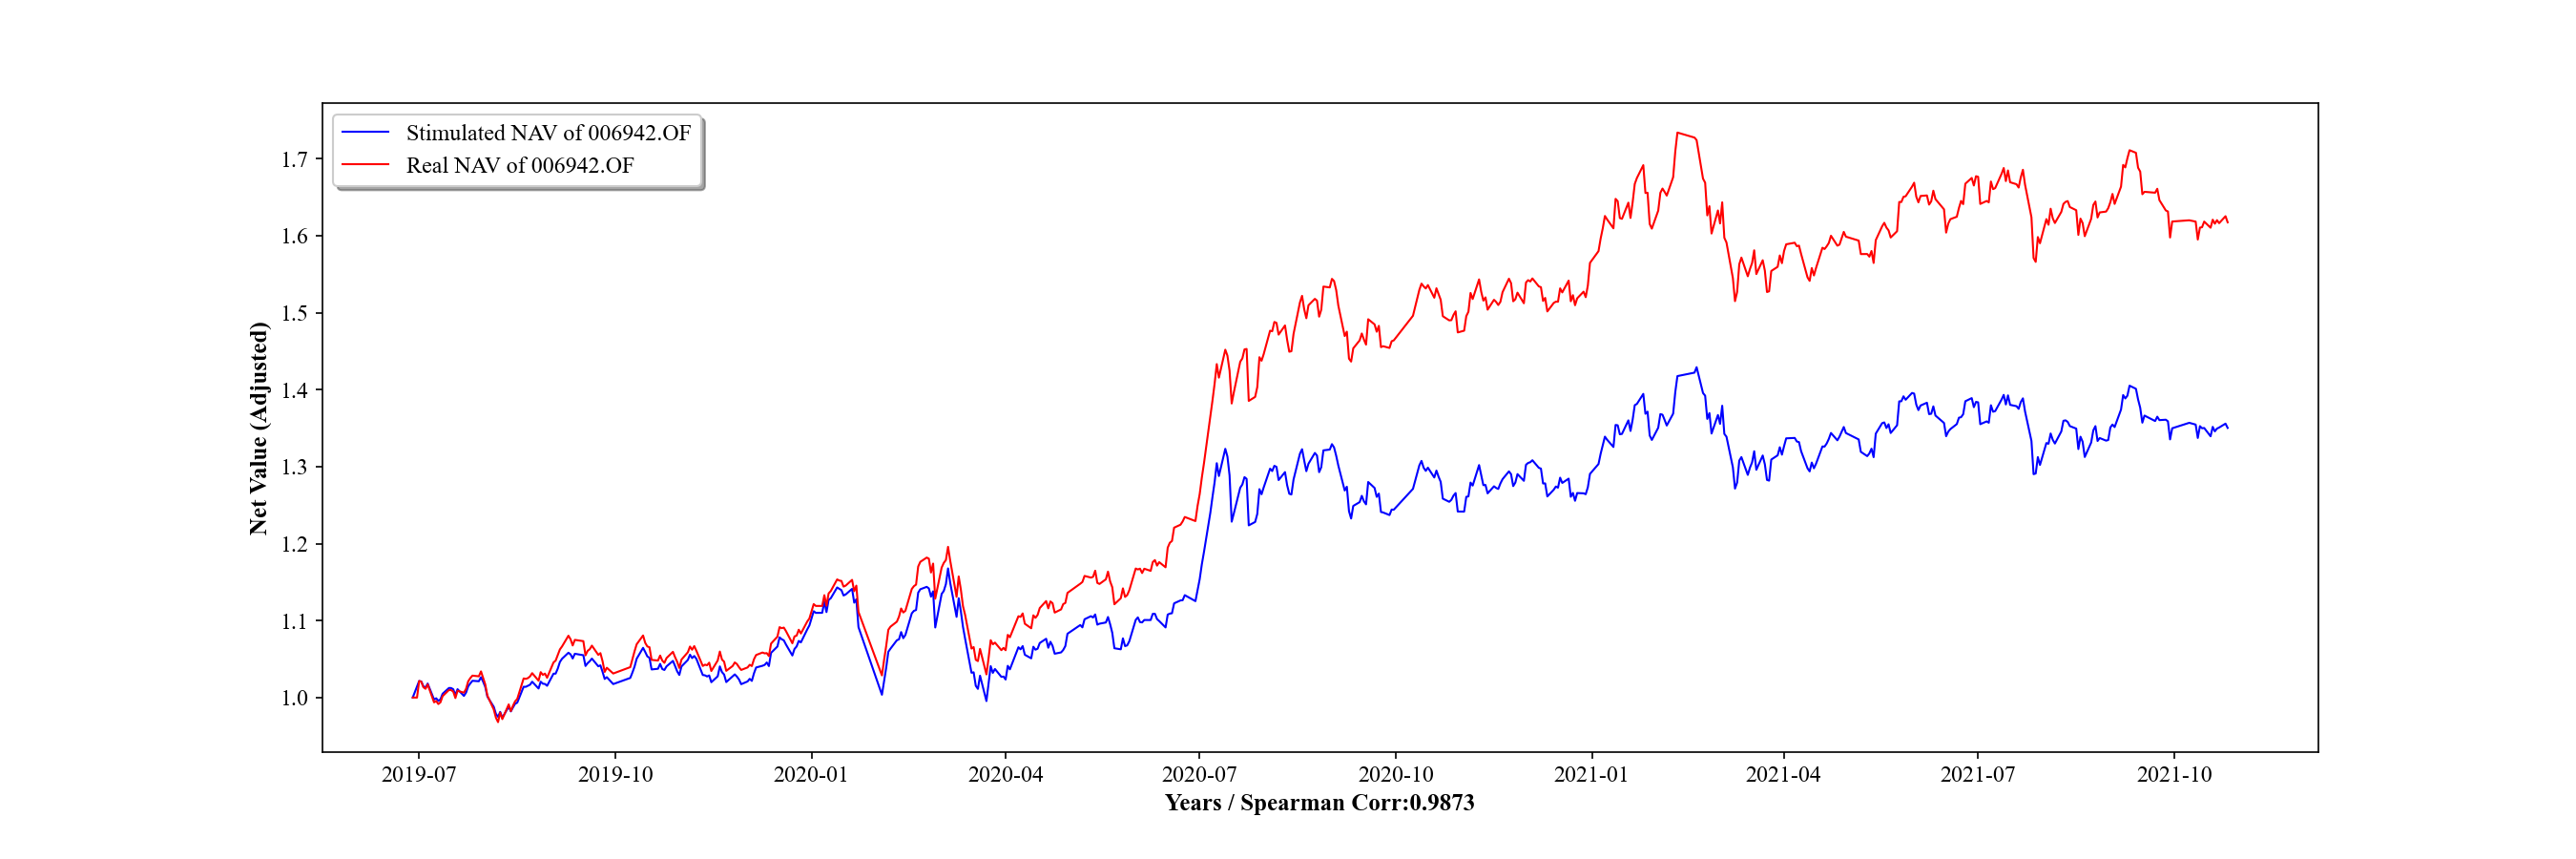 Stimulated NAV of 006942.OF
Real NAV of 006942.OF
1.7
1.6
1.5
1.4
1.3
1.2
1.1
1.0
Net Value (Adjusted)
2019-07 2019-10 2020-01 2020-04 2020-07 2020-10 2021-01 2021-04 2021-07 2021-10
Years / Spearman Corr:0.9873